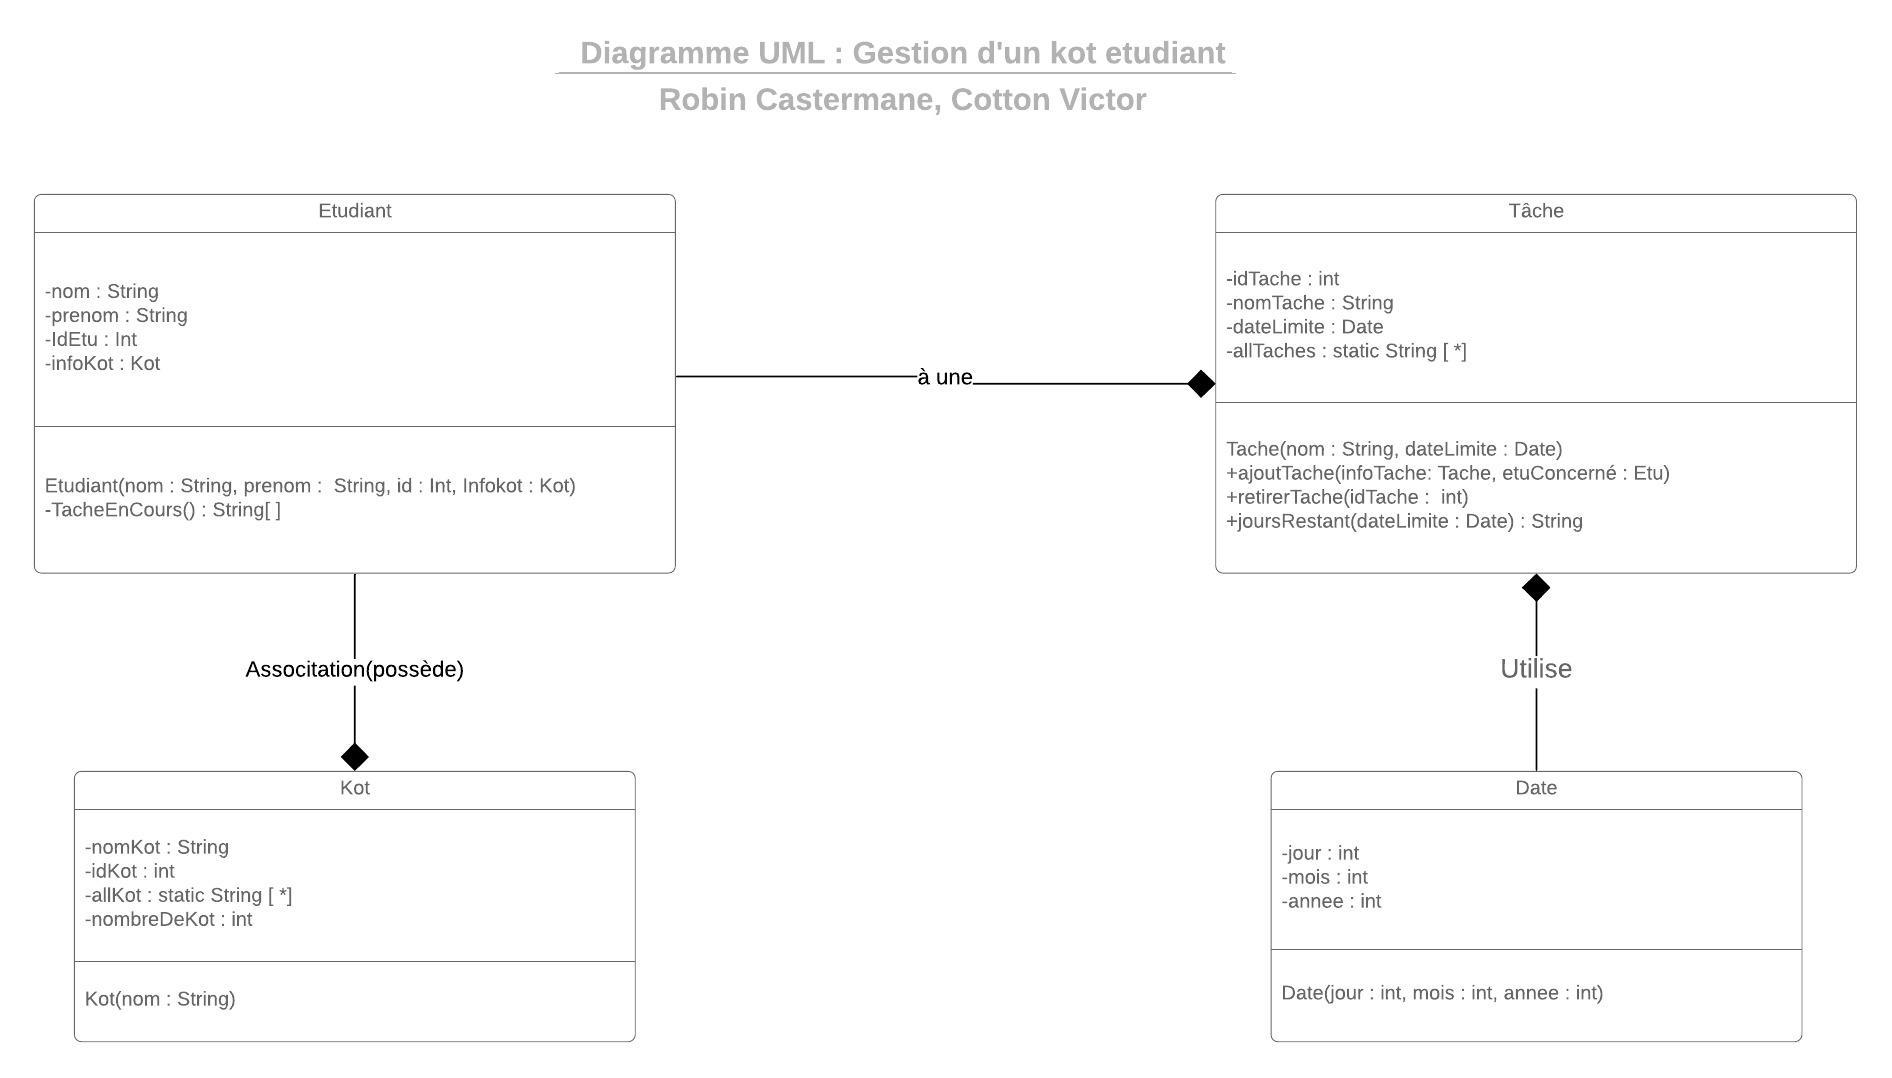 Diagramme UML : Gestion d'un kot etudiant
Robin Castermane, Cotton Victor
Etudiant
-nom : String
-prenom : String
-IdEtu : Int
-infoKot : Kot
Etudiant(nom : String, prenom :  String, id : Int, Infokot : Kot)
-TacheEnCours() : String[ ]
à une
Tâche
-idTache : int
-nomTache : String
-dateLimite : Date
-allTaches : static String [ *]
Tache(nom : String, dateLimite : Date)
+ajoutTache(infoTache: Tache, etuConcerné : Etu)
+retirerTache(idTache :  int)
+joursRestant(dateLimite : Date) : String
Associtation(possède)
Utilise
Kot
-nomKot : String
-idKot : int
-allKot : static String [ *]
-nombreDeKot : int
Kot(nom : String)
Date
-jour : int
-mois : int
-annee : int
Date(jour : int, mois : int, annee : int)